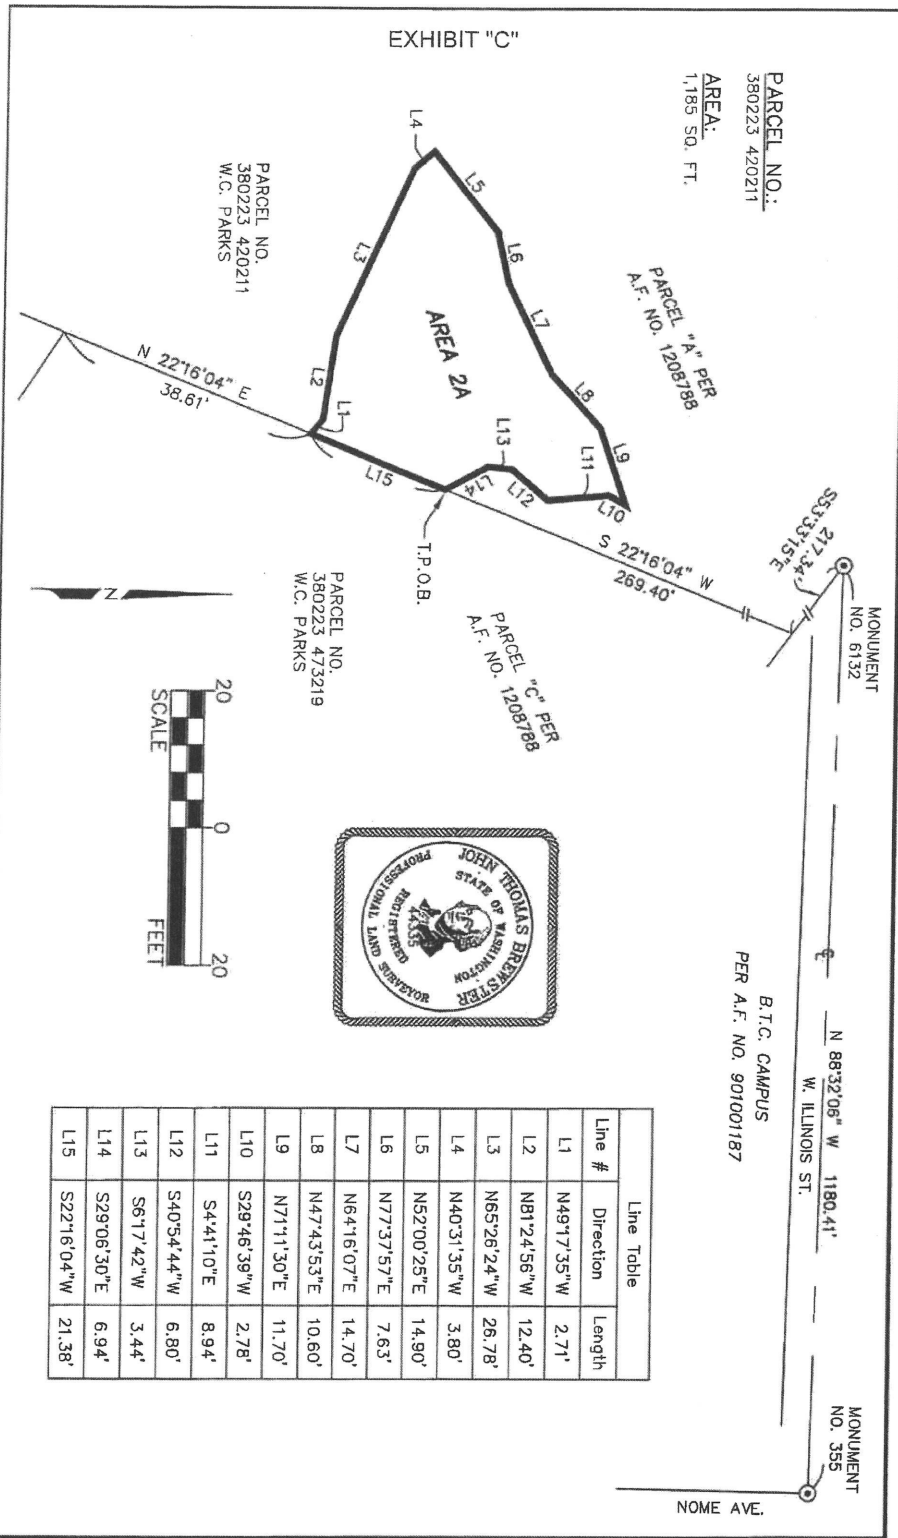 EXHIBIT "C"
PARCEL NO.:
380223 420211
AREA:
1,185 SQ. FT.
PARCEL "A" PER
A.F. NO. 1208788
L4
L5
L6
L7
L8
L9
L10
L11
L12
L13
L14
L15
L1
L2
L3
AREA 2A
PARCEL NO.
380223 420211
W.C. PARKS
N 22°16'04" E
38.61'
T.P.O.B.
S 22°16'04" W
269.40'
217.34'
S53°33'15"E
MONUMENT
NO. 6132
PARCEL "C" PER
A.F. NO. 1208788
PARCEL NO.
380223 473219
W.C. PARKS
N
20 0 20
SCALE FEET
JOHN THOMAS BREWSTER
STATE OF WASHINGTON
44335
REGISTERED
PROFESSIONAL LAND SURVEYOR
℄
N 88°32'06" W 1180.41'
W. ILLINOIS ST.
B.T.C. CAMPUS
PER A.F. NO. 901001187
MONUMENT
NO. 355
NOME AVE.
Line Table
Line # Direction Length
L1 N49°17'35"W 2.71'
L2 N81°24'56"W 12.40'
L3 N65°26'24"W 26.78'
L4 N40°31'35"W 3.80'
L5 N52°00'25"E 14.90'
L6 N77°37'57"E 7.63'
L7 N64°16'07"E 14.70'
L8 N47°43'53"E 10.60'
L9 N71°11'30"E 11.70'
L10 S29°46'39"W 2.78'
L11 S4°41'10"E 8.94'
L12 S40°54'44"W 6.80'
L13 S6°17'42"W 3.44'
L14 S29°06'30"E 6.94'
L15 S22°16'04"W 21.38'